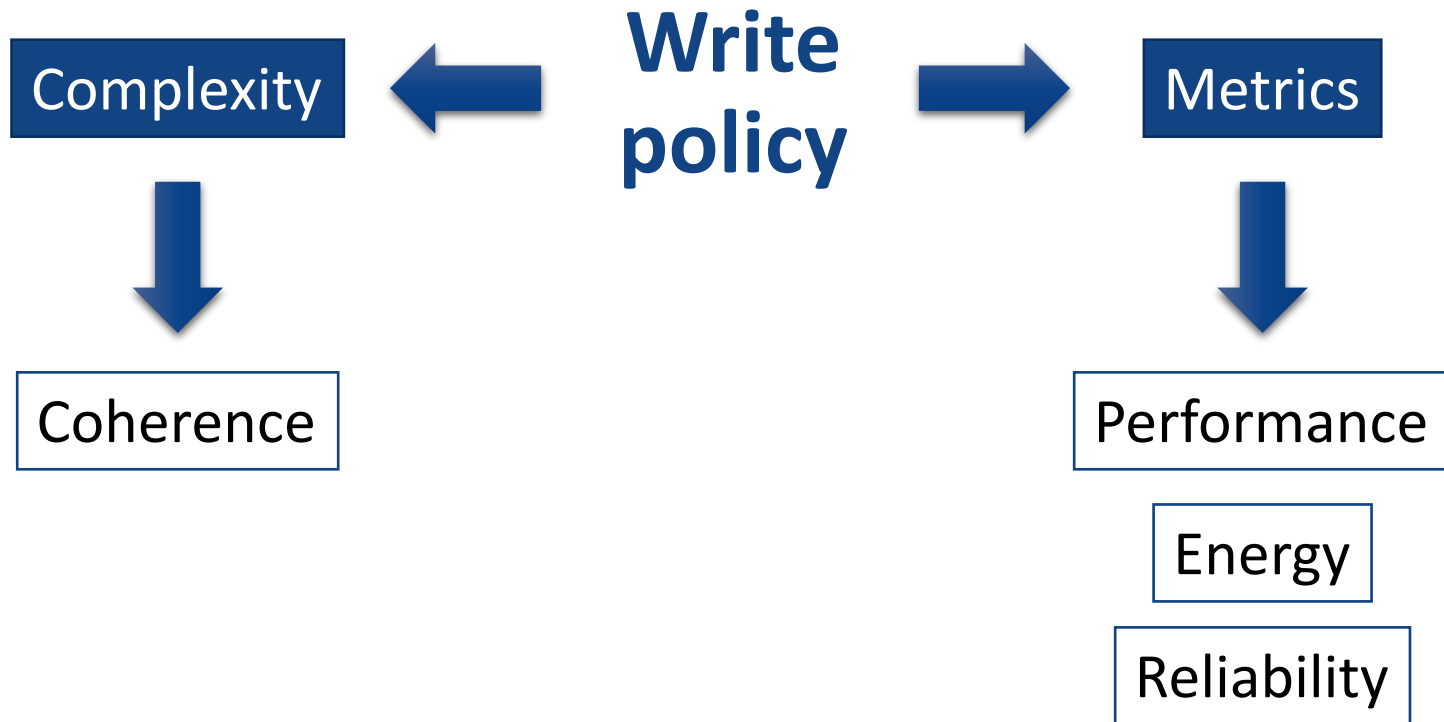 Write
policy
Complexity
Metrics
Coherence
Performance
Energy
Reliability